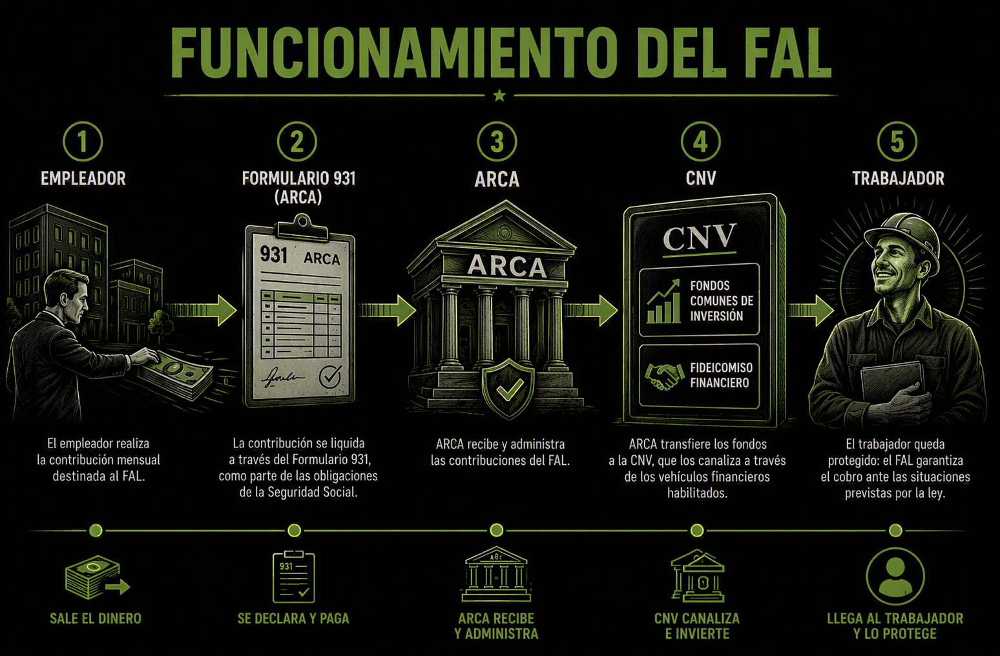 FUNCIONAMIENTO DEL FAL
1
EMPLEADOR
El empleador realiza
la contribución mensual
destinada al FAL.
2
FORMULARIO 931
(ARCA)
931 ARCA
La contribución se liquida
a través del Formulario 931,
como parte de las obligaciones
de la Seguridad Social.
3
ARCA
ARCA
ARCA recibe y administra
las contribuciones del FAL.
4
CNV
CNV
FONDOS
COMUNES DE
INVERSIÓN
FIDEICOMISO
FINANCIERO
ARCA transfiere los fondos
a la CNV, que los canaliza a través
de los vehículos financieros
habilitados.
5
TRABAJADOR
El trabajador queda
protegido: el FAL garantiza
el cobro ante las situaciones
previstas por la ley.
SALE EL DINERO
931
SE DECLARA Y PAGA
ARCA RECIBE
Y ADMINISTRA
CNV CANALIZA
E INVIERTE
LLEGA AL TRABAJADOR
Y LO PROTEGE